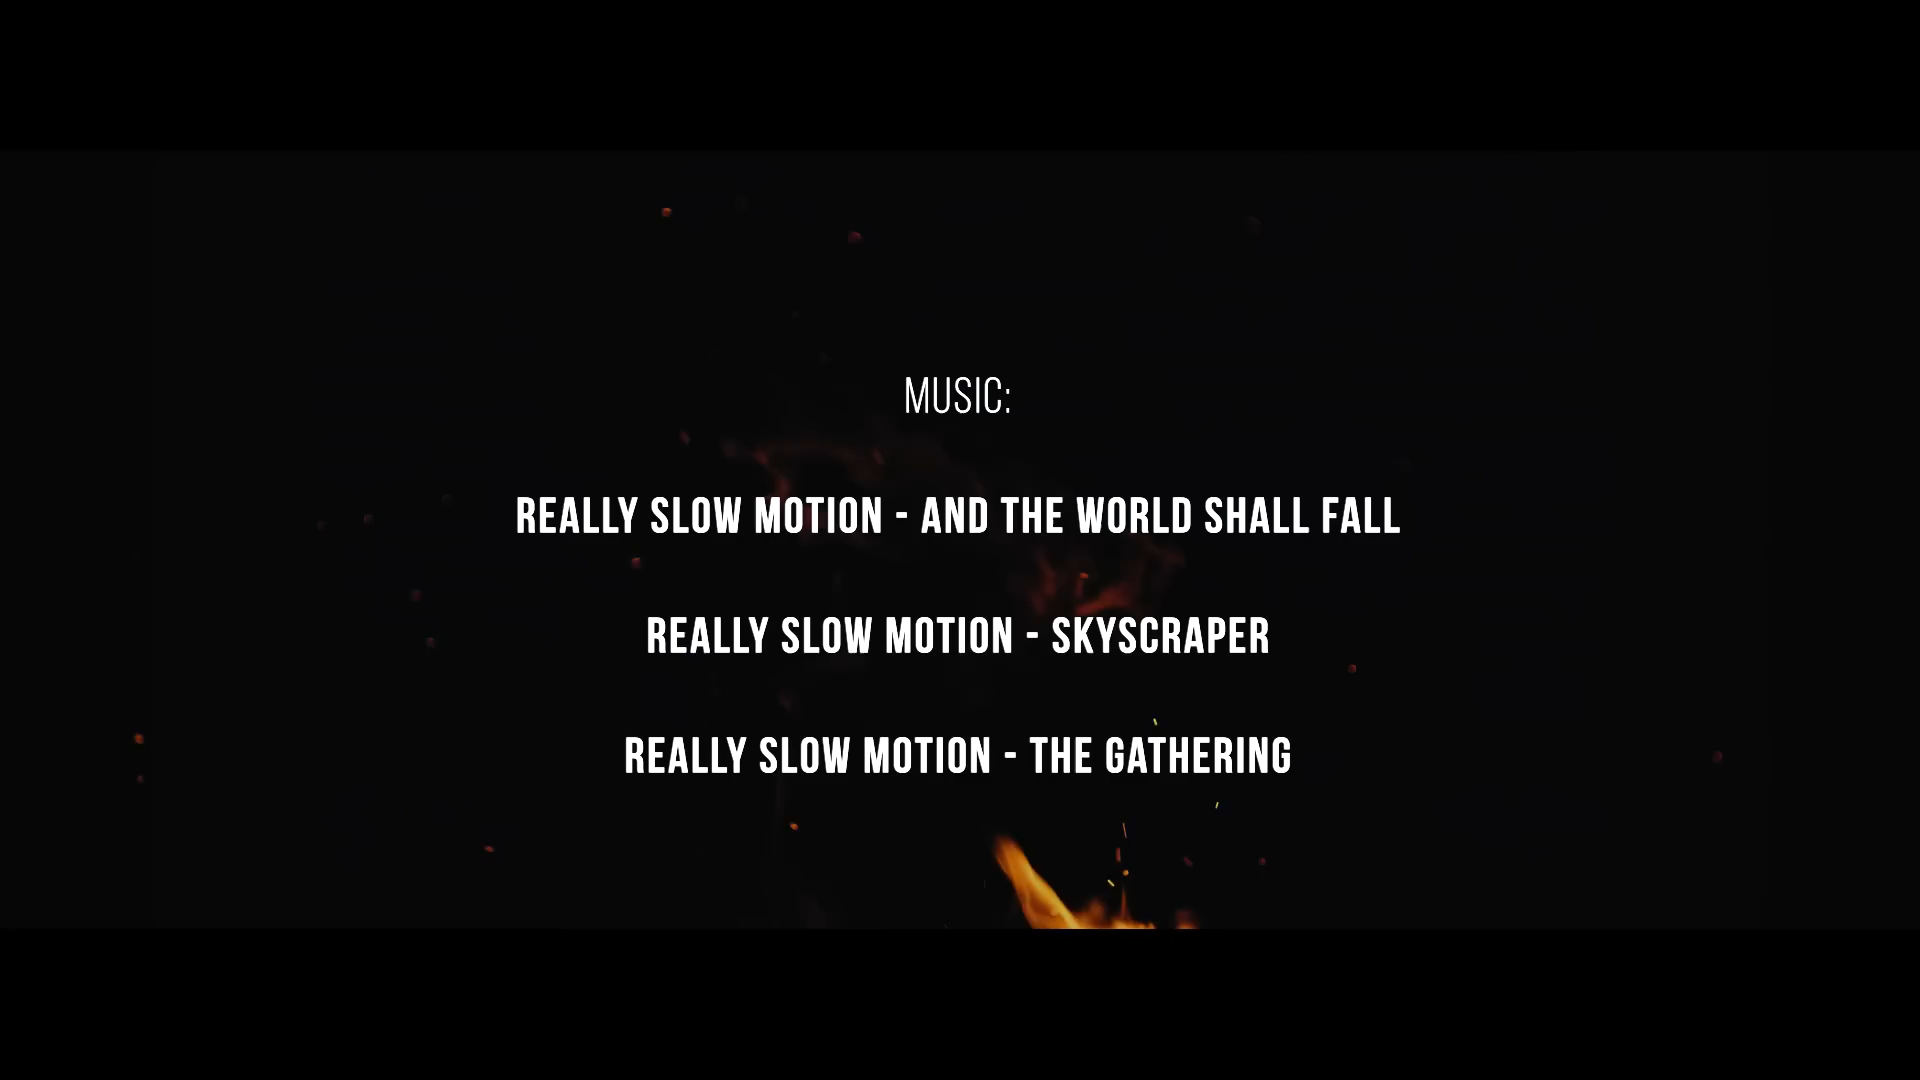 MUSIC:
REALLY SLOW MOTION - AND THE WORLD SHALL FALL
REALLY SLOW MOTION - SKYSCRAPER
REALLY SLOW MOTION - THE GATHERING